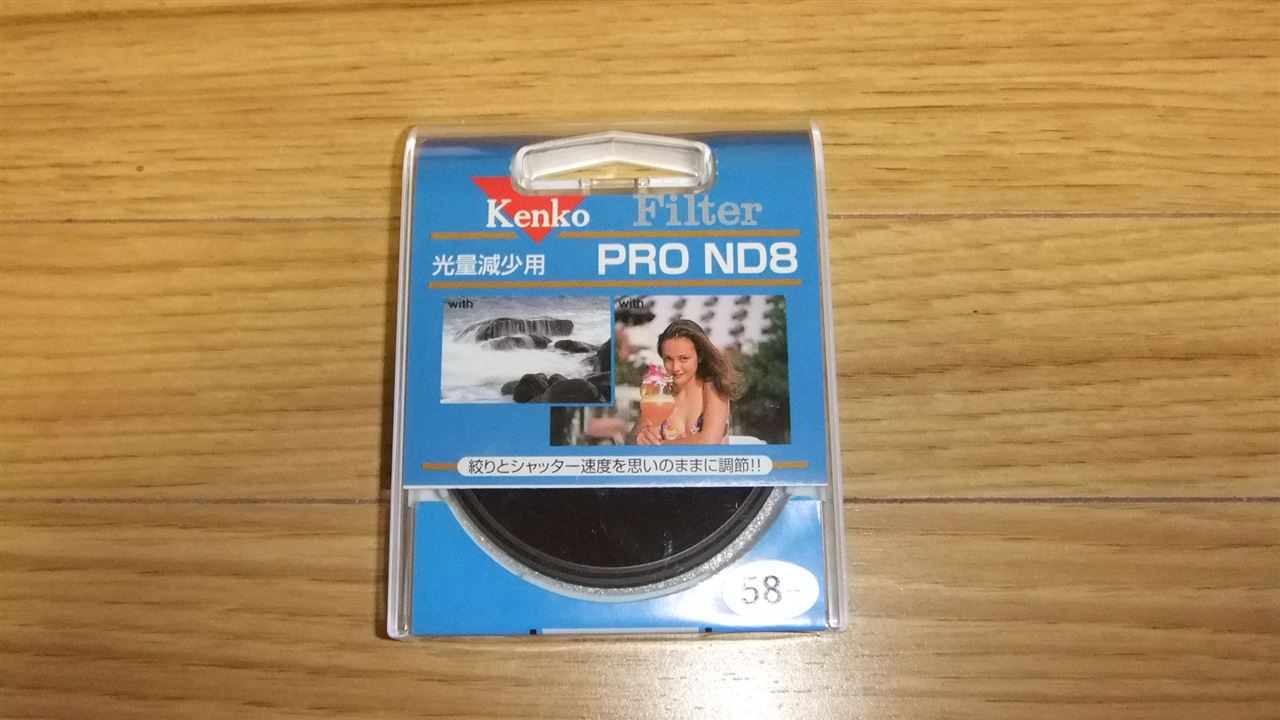 Kenko Filter
光量減少用 PRO ND8
with with
絞りとシャッター速度を思いのままに調節!!
58